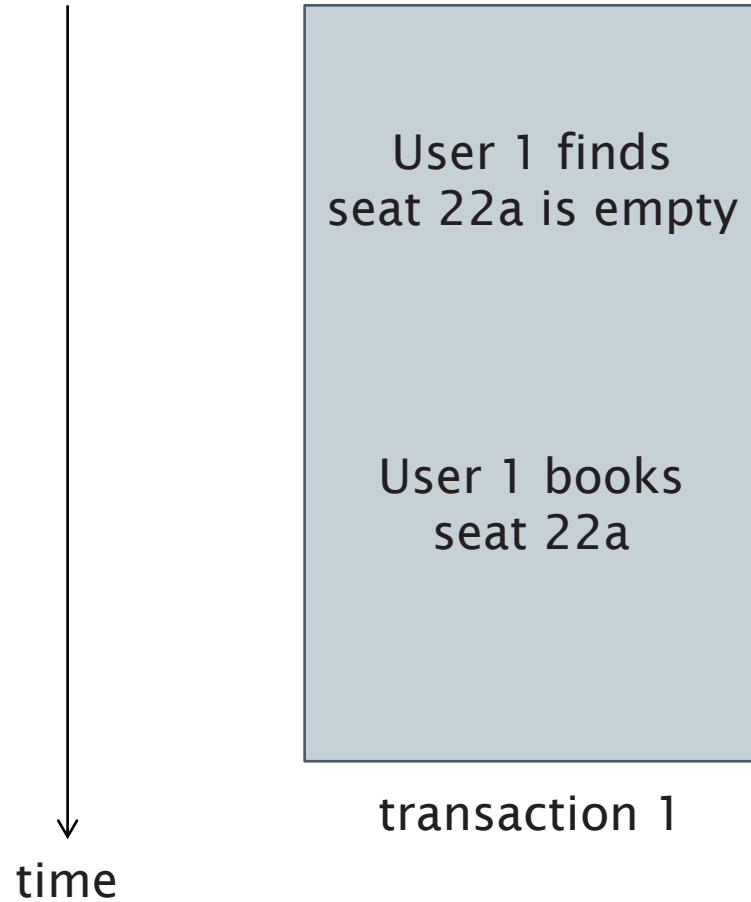 User 1 finds
seat 22a is empty
User 1 books
seat 22a
transaction 1
time